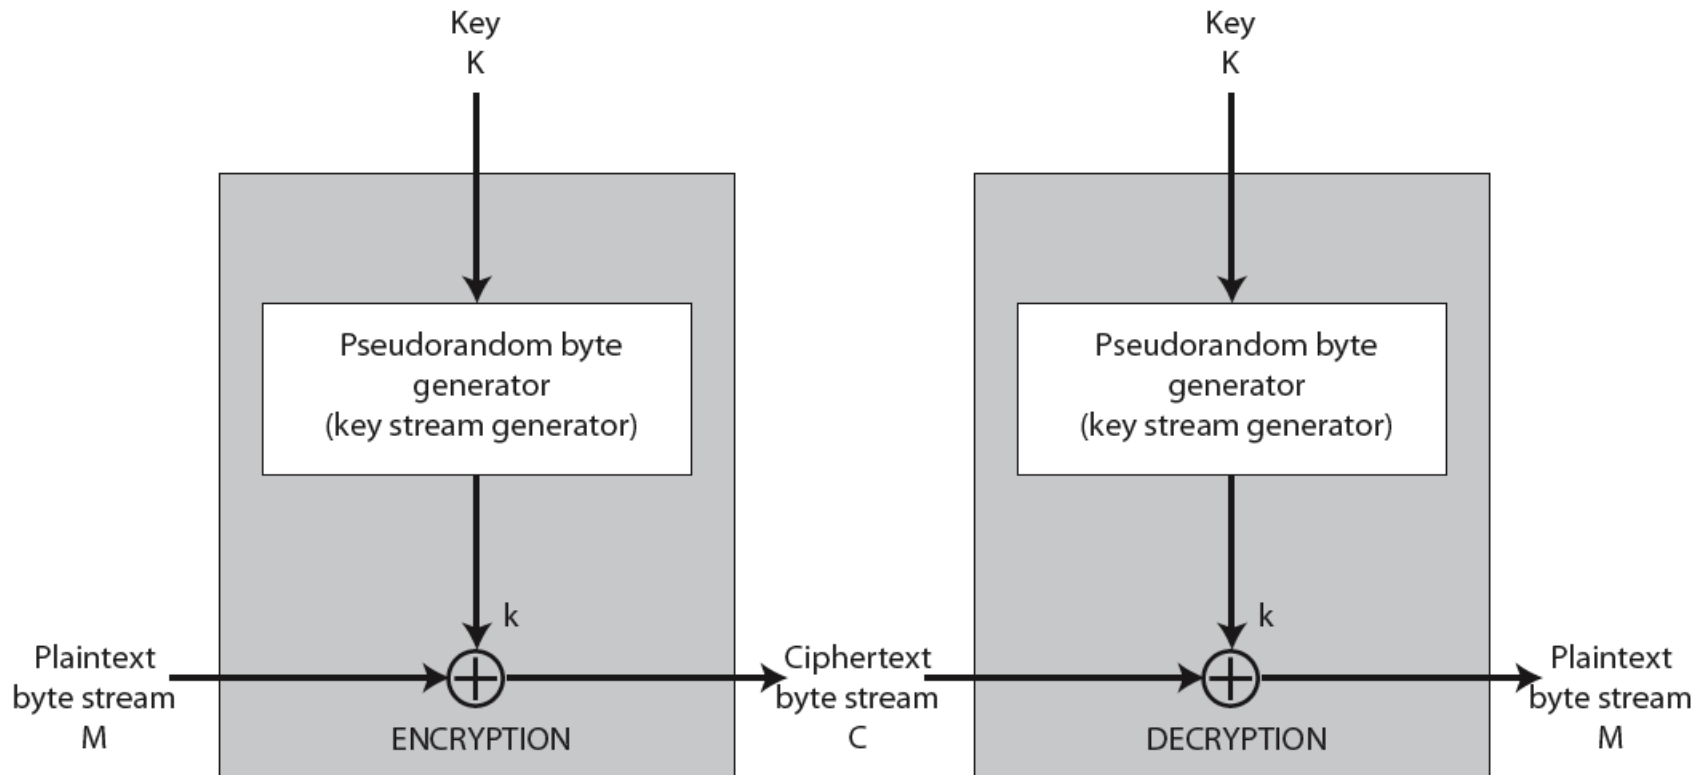 Key
K
Key
K
Pseudorandom byte
generator
(key stream generator)
Pseudorandom byte
generator
(key stream generator)
k
k
Plaintext
byte stream
M
ENCRYPTION
Ciphertext
byte stream
C
DECRYPTION
Plaintext
byte stream
M